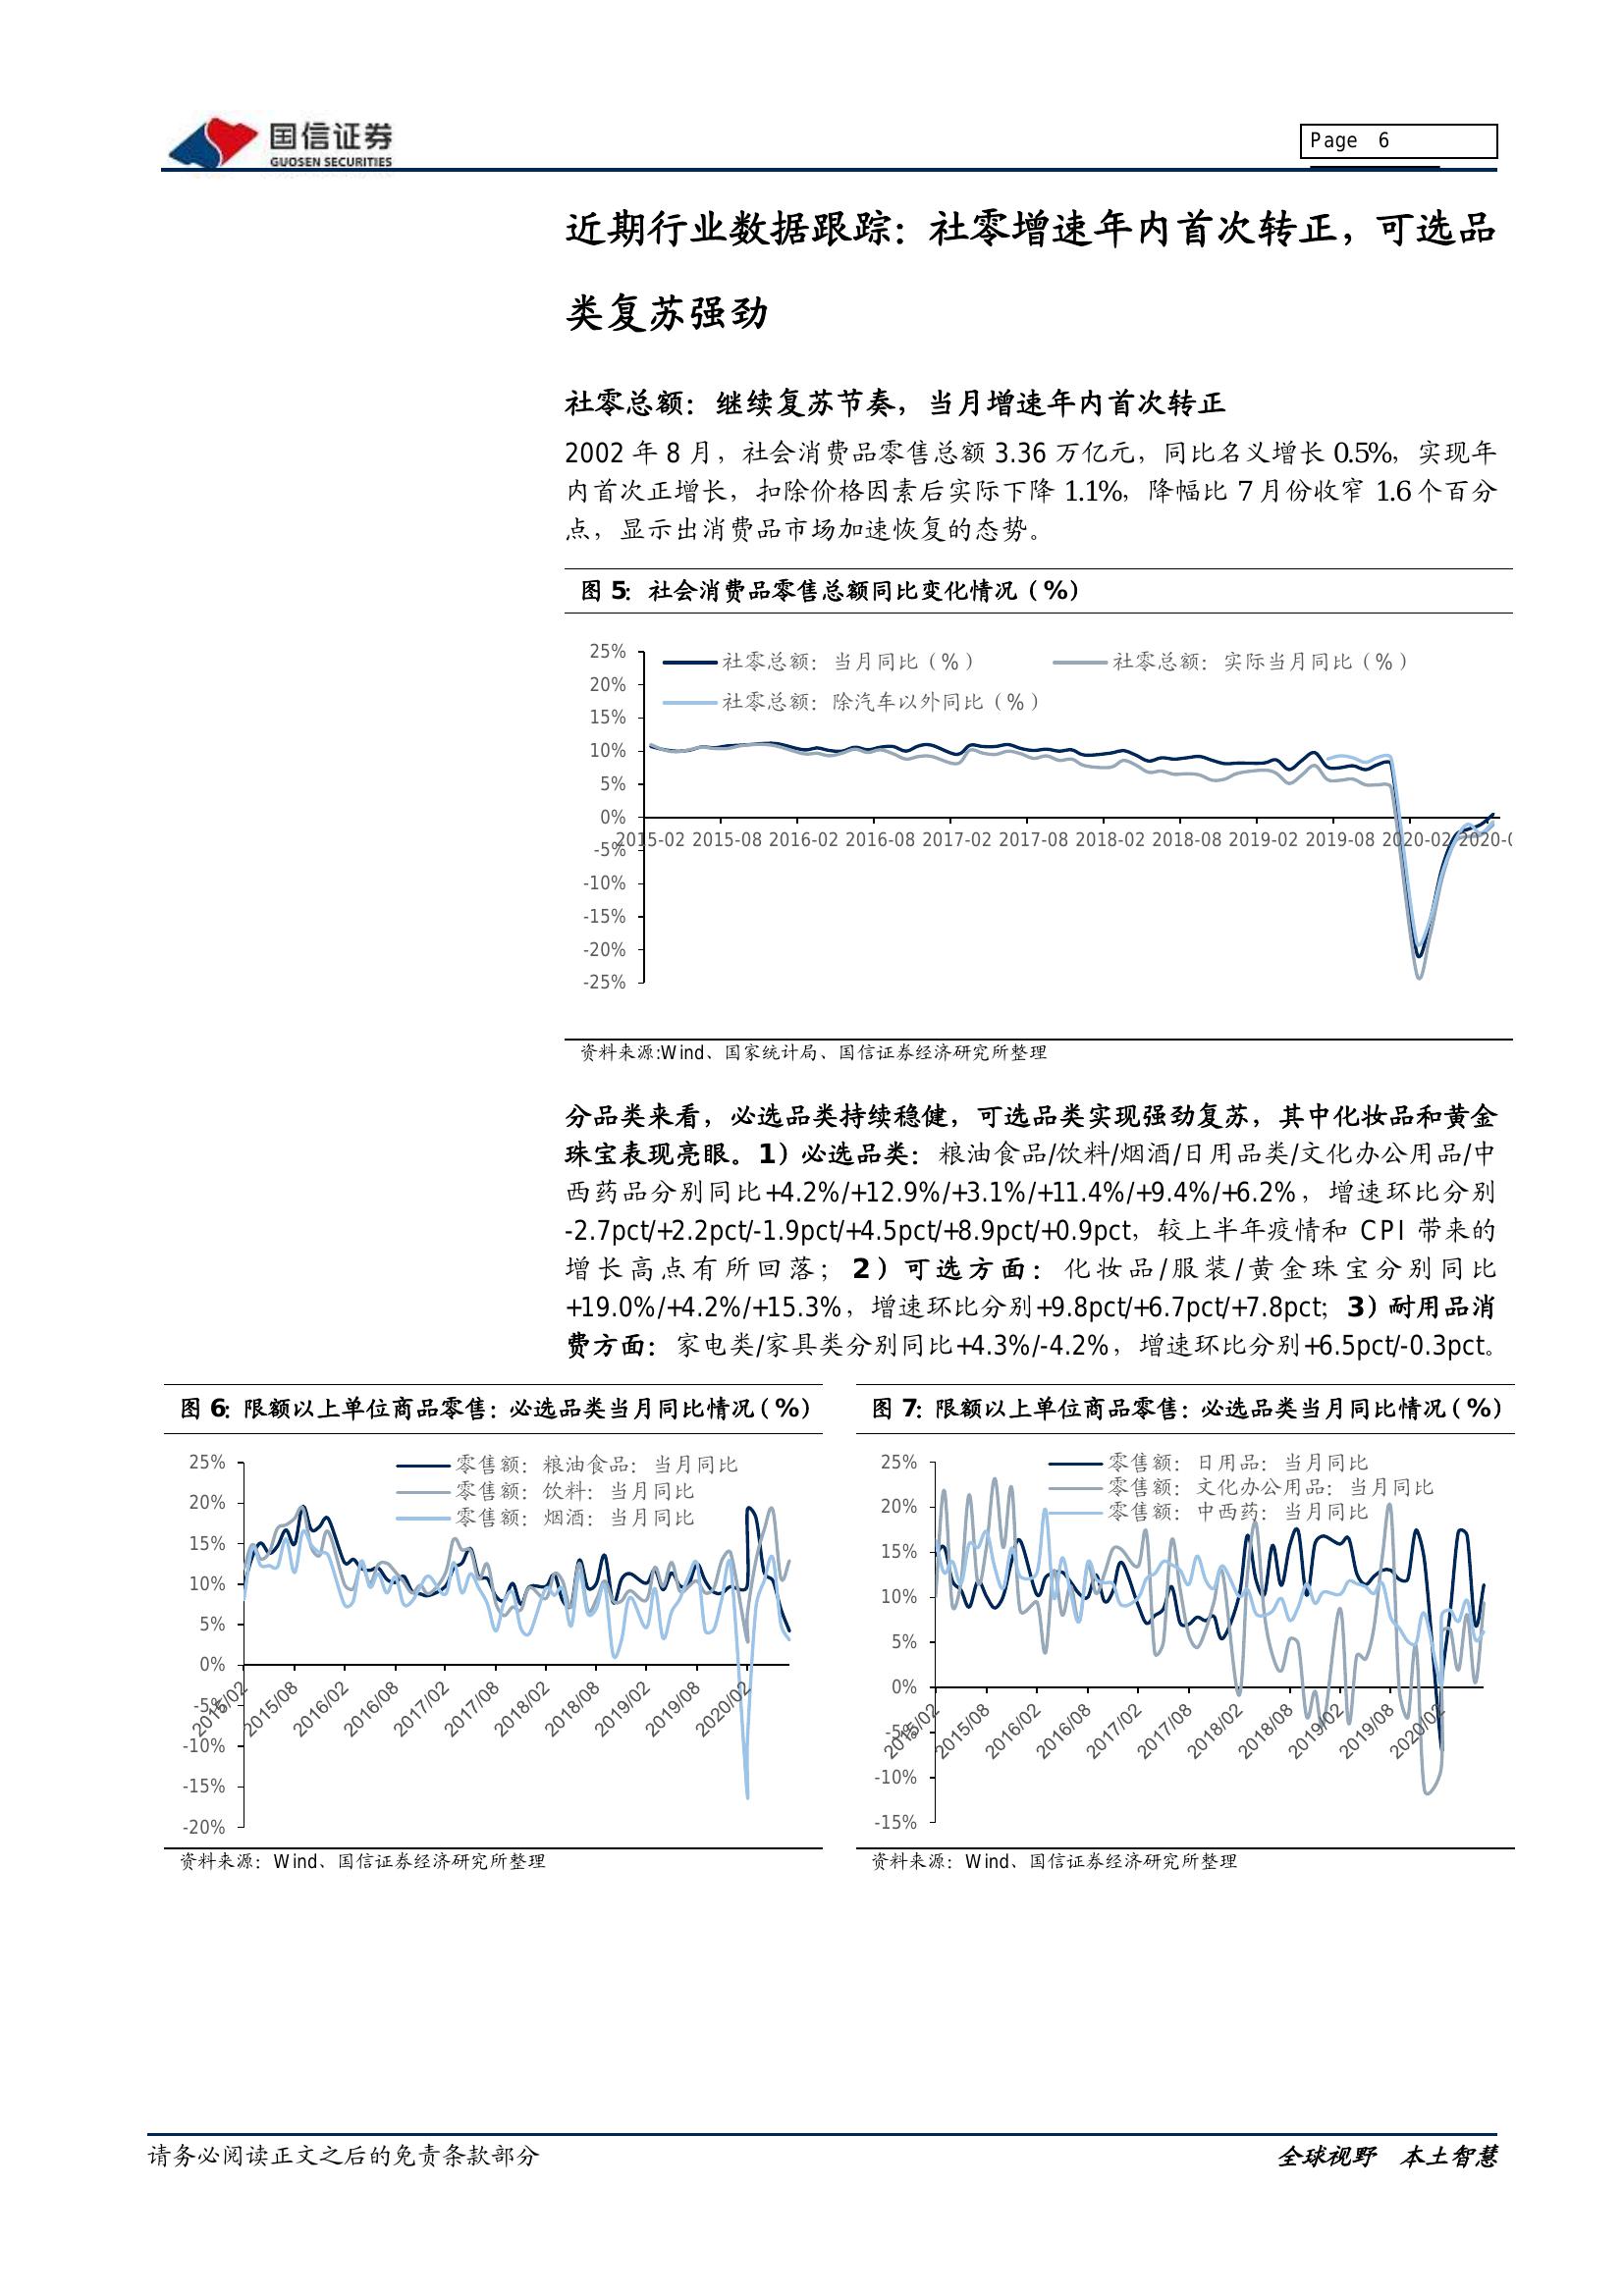 国信证券
GUOSEN SECURITIES
Page 6
近期行业数据跟踪：社零增速年内首次转正，可选品
类复苏强劲
社零总额：继续复苏节奏，当月增速年内首次转正
2002 年 8 月，社会消费品零售总额 3.36 万亿元，同比名义增长 0.5%，实现年
内首次正增长，扣除价格因素后实际下降 1.1%，降幅比 7 月份收窄 1.6 个百分
点，显示出消费品市场加速恢复的态势。
图 5：社会消费品零售总额同比变化情况（%）
社零总额：当月同比（%）
社零总额：实际当月同比（%）
社零总额：除汽车以外同比（%）
25%
20%
15%
10%
5%
0%
-5%
-10%
-15%
-20%
-25%
2015-02 2015-08 2016-02 2016-08 2017-02 2017-08 2018-02 2018-08 2019-02 2019-08 2020-02 2020-0
资料来源:Wind、国家统计局、国信证券经济研究所整理
分品类来看，必选品类持续稳健，可选品类实现强劲复苏，其中化妆品和黄金
珠宝表现亮眼。1）必选品类：粮油食品/饮料/烟酒/日用品类/文化办公用品/中
西药品分别同比+4.2%/+12.9%/+3.1%/+11.4%/+9.4%/+6.2%，增速环比分别
-2.7pct/+2.2pct/-1.9pct/+4.5pct/+8.9pct/+0.9pct，较上半年疫情和 CPI 带来的
增长高点有所回落；2）可选方面：化妆品/服装/黄金珠宝分别同比
+19.0%/+4.2%/+15.3%，增速环比分别+9.8pct/+6.7pct/+7.8pct；3）耐用品消
费方面：家电类/家具类分别同比+4.3%/-4.2%，增速环比分别+6.5pct/-0.3pct。
图 6：限额以上单位商品零售：必选品类当月同比情况（%）
零售额：粮油食品：当月同比
零售额：饮料：当月同比
零售额：烟酒：当月同比
25%
20%
15%
10%
5%
0%
-5%
-10%
-15%
-20%
2015/02 2015/08 2016/02 2016/08 2017/02 2017/08 2018/02 2018/08 2019/02 2019/08 2020/02
资料来源：Wind、国信证券经济研究所整理
图 7：限额以上单位商品零售：必选品类当月同比情况（%）
零售额：日用品：当月同比
零售额：文化办公用品：当月同比
零售额：中西药：当月同比
25%
20%
15%
10%
5%
0%
-5%
-10%
-15%
2015/02 2015/08 2016/02 2016/08 2017/02 2017/08 2018/02 2018/08 2019/02 2019/08 2020/02
资料来源：Wind、国信证券经济研究所整理
请务必阅读正文之后的免责条款部分
全球视野 本土智慧